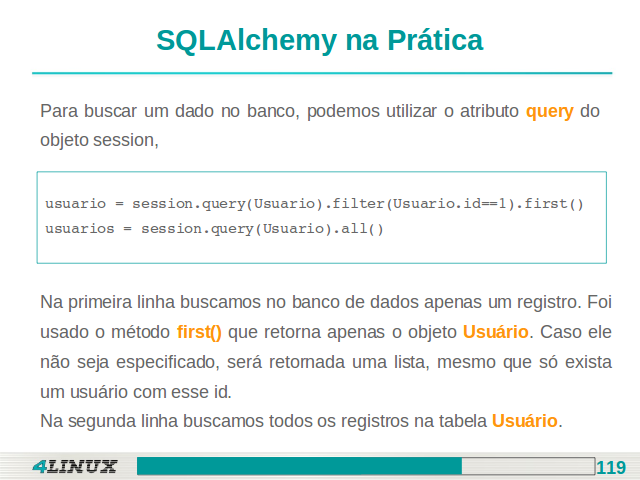 SQLAlchemy na Prática
Para buscar um dado no banco, podemos utilizar o atributo query do
objeto session,
usuario = session.query(Usuario).filter(Usuario.id==1).first()
usuarios = session.query(Usuario).all()
Na primeira linha buscamos no banco de dados apenas um registro. Foi
usado o método first() que retorna apenas o objeto Usuário. Caso ele
não seja especificado, será retornada uma lista, mesmo que só exista
um usuário com esse id.
Na segunda linha buscamos todos os registros na tabela Usuário.
4LINUX
119